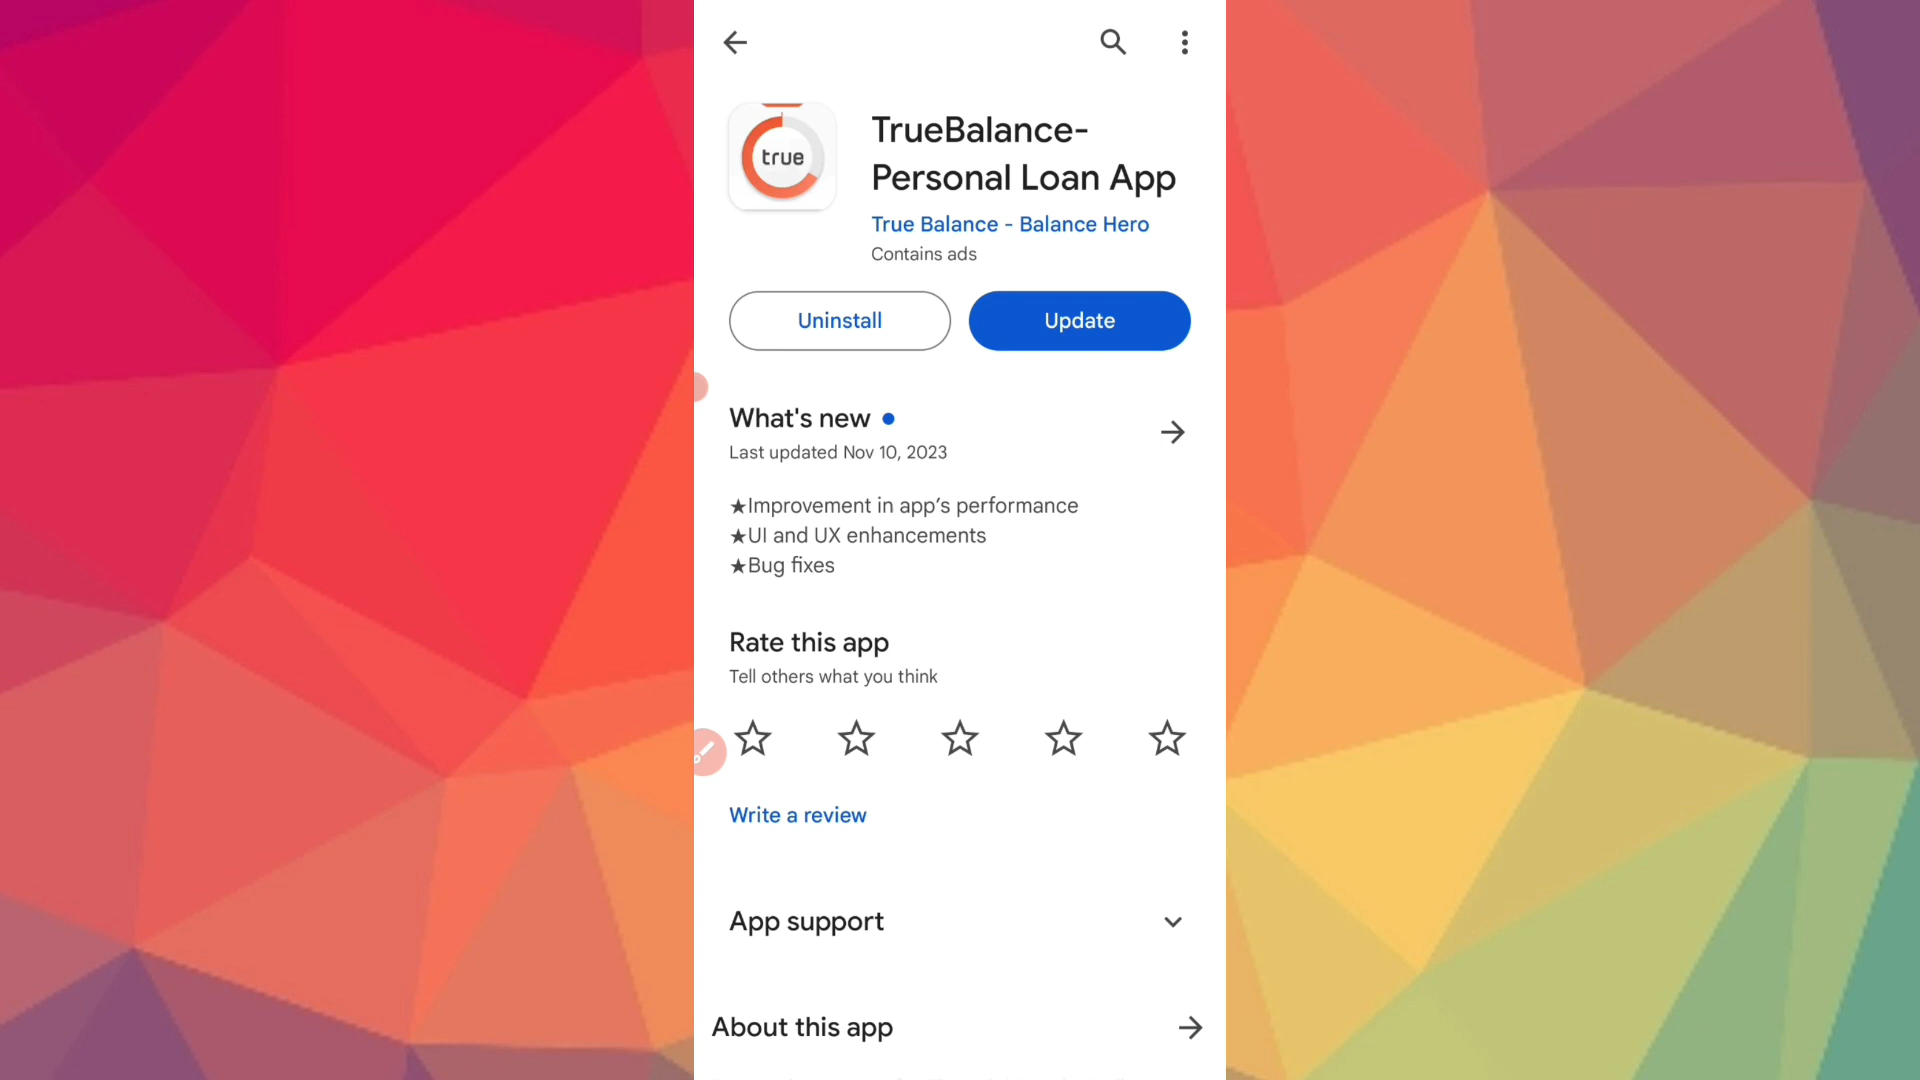 true
TrueBalance-
Personal Loan App
True Balance - Balance Hero
Contains ads
Uninstall
Update
What's new
Last updated Nov 10, 2023
★Improvement in app’s performance
★UI and UX enhancements
★Bug fixes
Rate this app
Tell others what you think
Write a review
App support
About this app